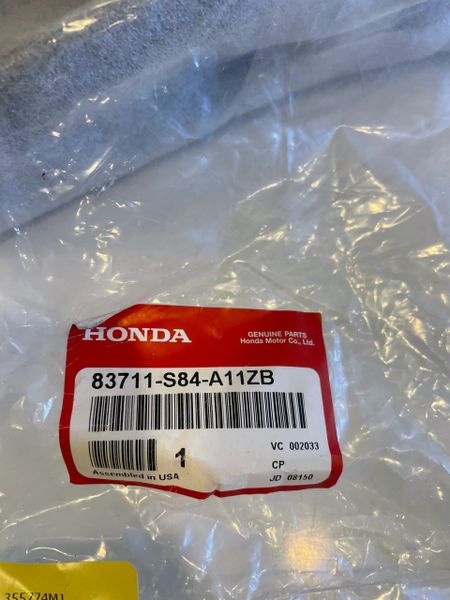 HONDA
GENUINE PARTS
Honda Motor Co., Ltd.
83711-S84-A11ZB
1
VC 002033
CP
Assembled in USA
JD 08150
355774M1